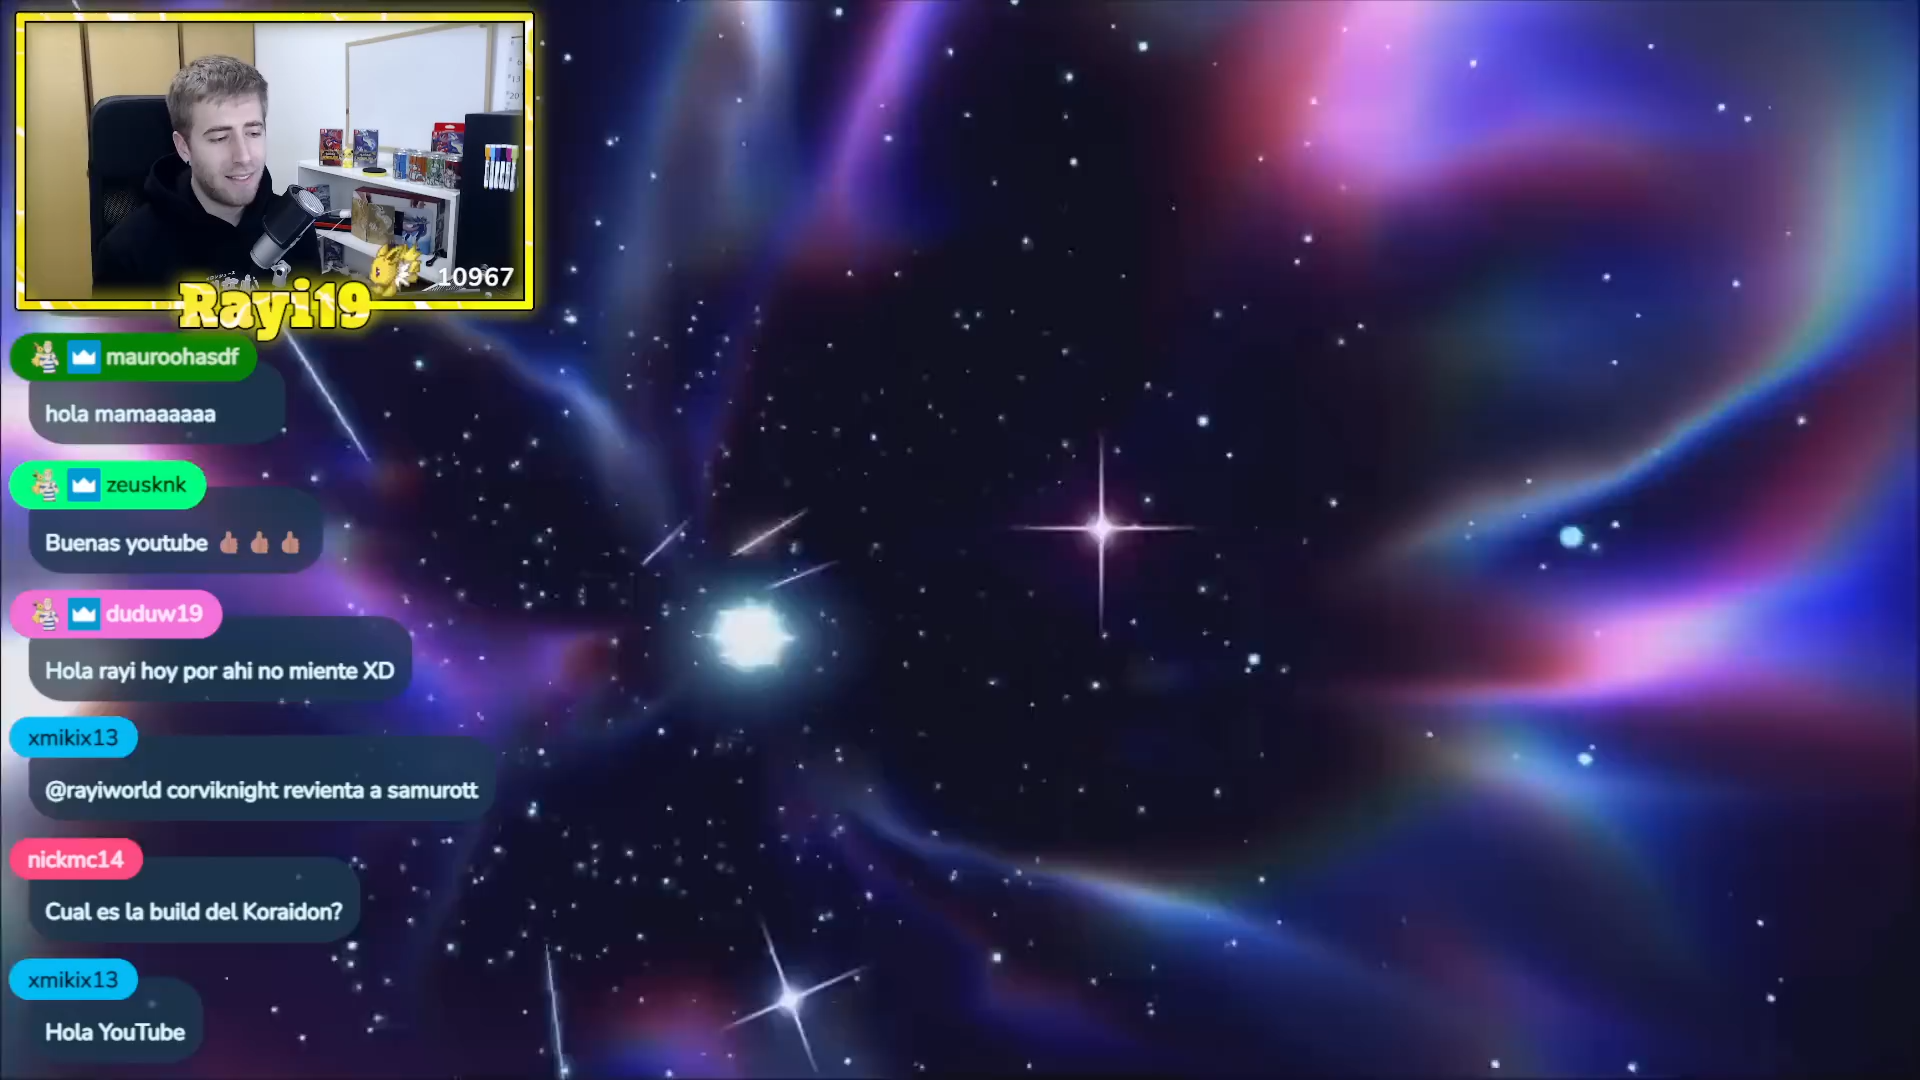 10967
Rayi19
mauroohasdf
hola mamaaaaaa
zeusknk
Buenas youtube 👍👍👍
duduw19
Hola rayi hoy por ahi no miente XD
xmikix13
@rayiworld corviknight revienta a samurott
nickmc14
Cual es la build del Koraidon?
xmikix13
Hola YouTube